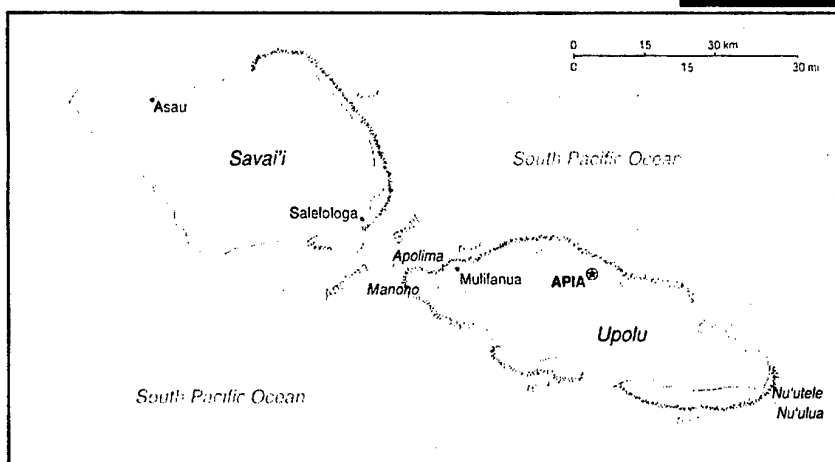 0 15 30 km
0 15 30 mi
Asau
Savai'i
South Pacific Ocean
Salelologa
Apolima
Manono
Mulifanua
APIA
Upolu
South Pacific Ocean
Nu'utele
Nu'ulua